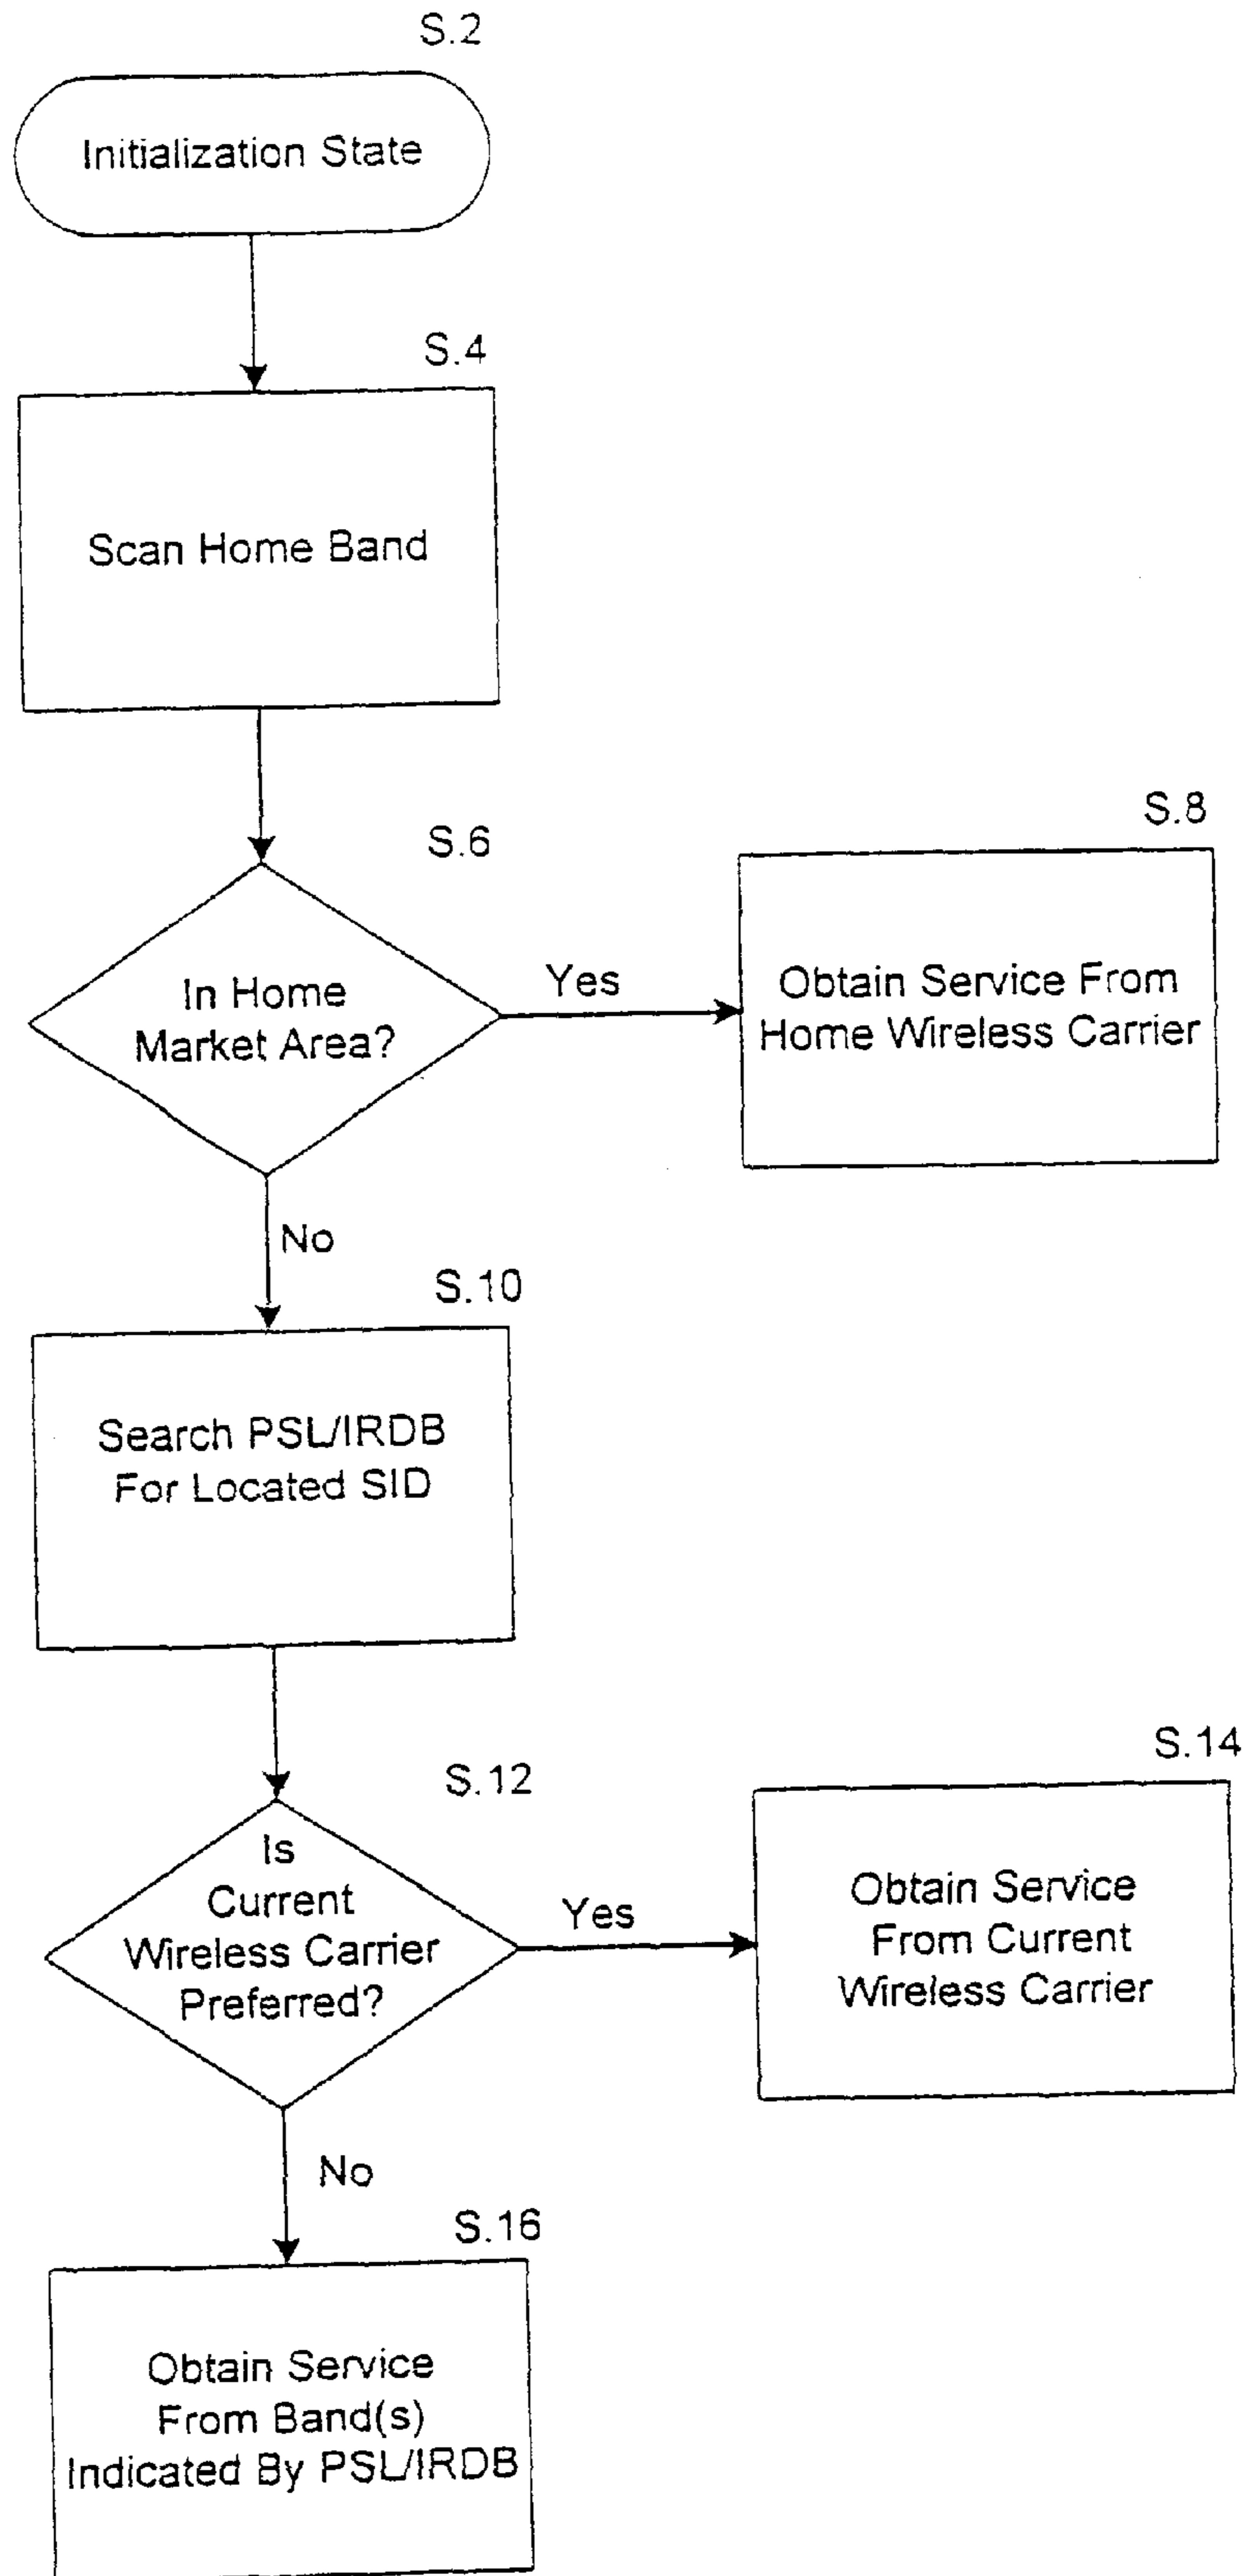 S.2
Initialization State
S.4
Scan Home Band
S.6
In Home
Market Area?
Yes
S.8
Obtain Service From
Home Wireless Carrier
No
S.10
Search PSL/IRDB
For Located SID
S.12
Is
Current
Wireless Carrier
Preferred?
Yes
S.14
Obtain Service
From Current
Wireless Carrier
No
S.16
Obtain Service
From Band(s)
Indicated By PSL/IRDB